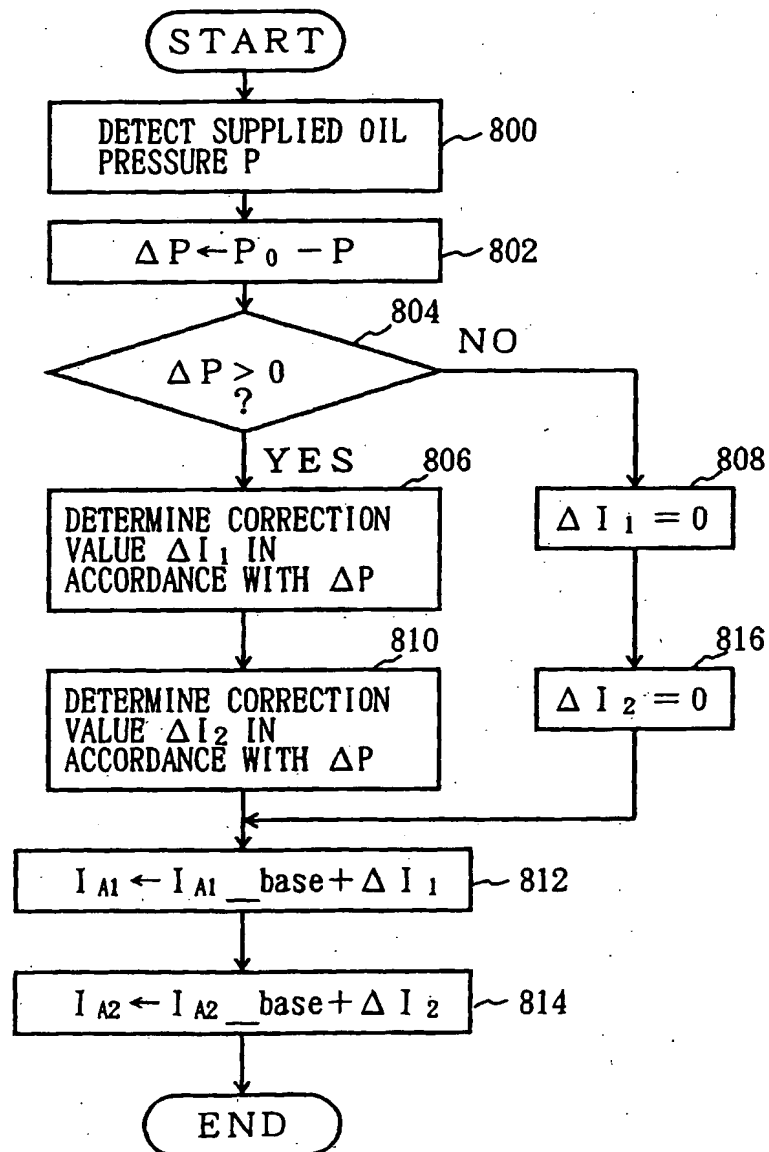 START
DETECT SUPPLIED OIL
PRESSURE P
800
ΔP←P₀ −P
802
804
ΔP>0
?
NO
YES
806
DETERMINE CORRECTION
VALUE ΔI₁ IN
ACCORDANCE WITH ΔP
808
ΔI₁=0
810
DETERMINE CORRECTION
VALUE ΔI₂ IN
ACCORDANCE WITH ΔP
816
ΔI₂=0
I_A1←I_A1__base+ΔI₁
812
I_A2←I_A2__base+ΔI₂
814
END